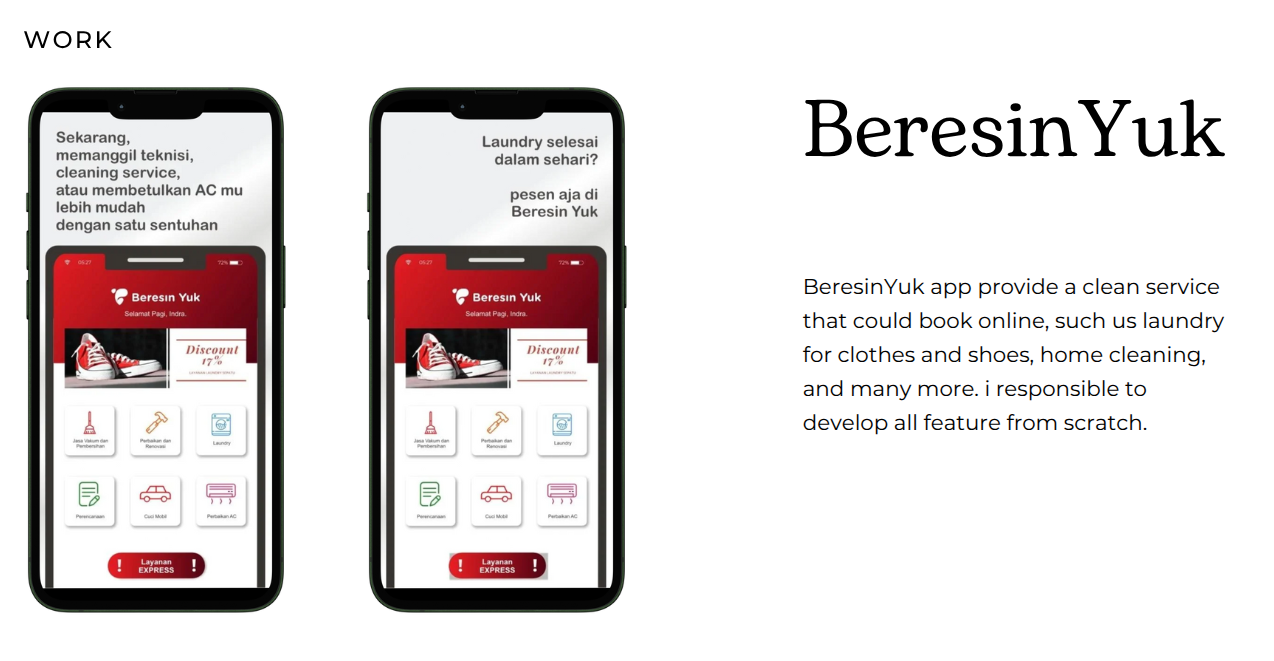 WORK
Sekarang,
memanggil teknisi,
cleaning service,
atau membetulkan AC mu
lebih mudah
dengan satu sentuhan
05.27
72%
Beresin Yuk
Selamat Pagi, Indra.
Discount
17%
Jasa Vakum dan
Pembersihan
Perbaikan dan
Renovasi
Laundry
Perencanaan
Cuci Mobil
Perbaikan AC
! Layanan !
EXPRESS
Laundry selesai
dalam sehari?
pesen aja di
Beresin Yuk
05.27
72%
Beresin Yuk
Selamat Pagi, Indra.
Discount
17%
Jasa Vakum dan
Pembersihan
Perbaikan dan
Renovasi
Laundry
Perencanaan
Cuci Mobil
Perbaikan AC
! Layanan !
EXPRESS
BeresinYuk
BeresinYuk app provide a clean service
that could book online, such us laundry
for clothes and shoes, home cleaning,
and many more. i responsible to
develop all feature from scratch.